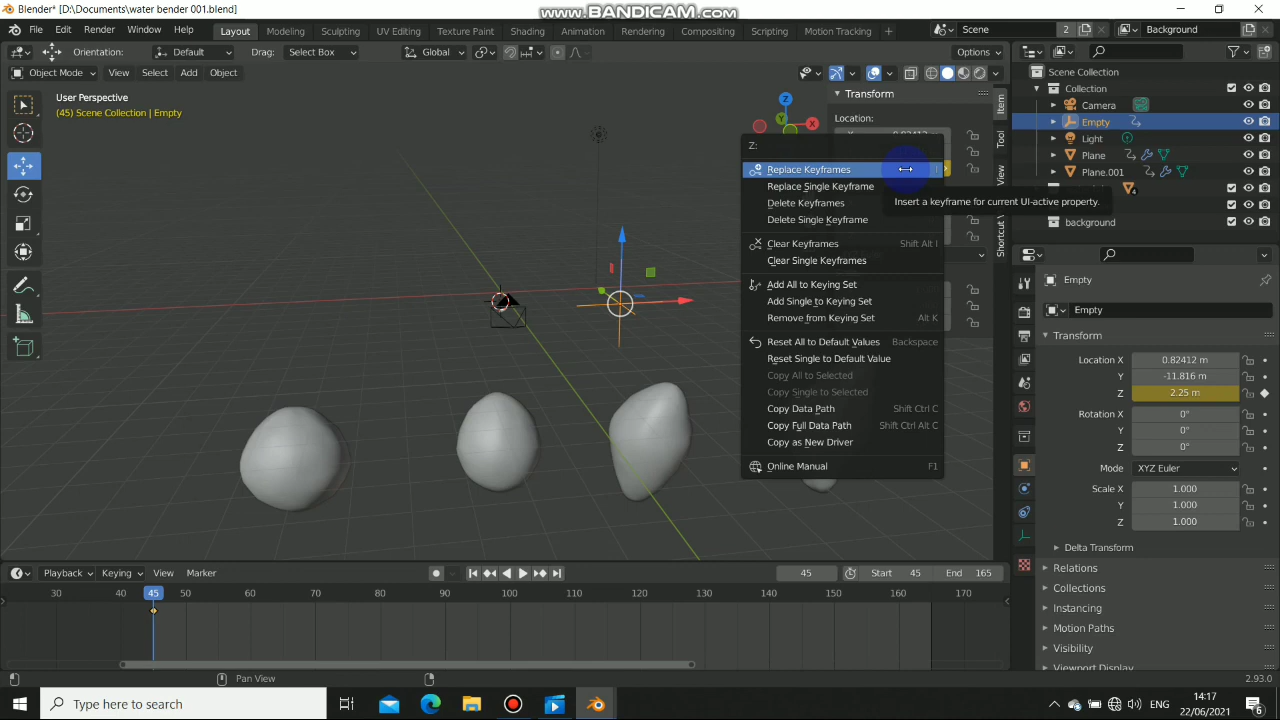 Blender* [D:\Documents\water bender 001.blend]
www.BANDICAM.com
File Edit Render Window Help
Layout Modeling Sculpting UV Editing Texture Paint Shading Animation Rendering Compositing Scripting Motion Tracking +
Scene 2
Background
Orientation: Default Drag: Select Box Global Options
Object Mode View Select Add Object
User Perspective
(45) Scene Collection | Empty
Z
Y
X
Transform
Location:
Item
Tool
View
Shortcut V
Z:
Replace Keyframes I
Replace Single Keyframe
Delete Keyframes
Delete Single Keyframe
Clear Keyframes Shift Alt I
Clear Single Keyframes
Add All to Keying Set
Add Single to Keying Set
Remove from Keying Set Alt K
Reset All to Default Values Backspace
Reset Single to Default Value
Copy All to Selected
Copy Single to Selected
Copy Data Path Shift Ctrl C
Copy Full Data Path Shift Ctrl Alt C
Copy as New Driver
Online Manual F1
Insert a keyframe for current UI-active property.
Scene Collection
Collection
Camera
Empty
Light
Plane
Plane.001
4
background
Empty
Empty
Transform
Location X 0.82412 m
Y -11.816 m
Z 2.25 m
Rotation X 0°
Y 0°
Z 0°
Mode XYZ Euler
Scale X 1.000
Y 1.000
Z 1.000
Delta Transform
Relations
Collections
Instancing
Motion Paths
Visibility
Viewport Display
Playback Keying View Marker
45 Start 45 End 165
30 40 45 50 60 70 80 90 100 110 120 130 140 150 160 170
Pan View
2.93.0
Type here to search
ENG
14:17
22/06/2021
6